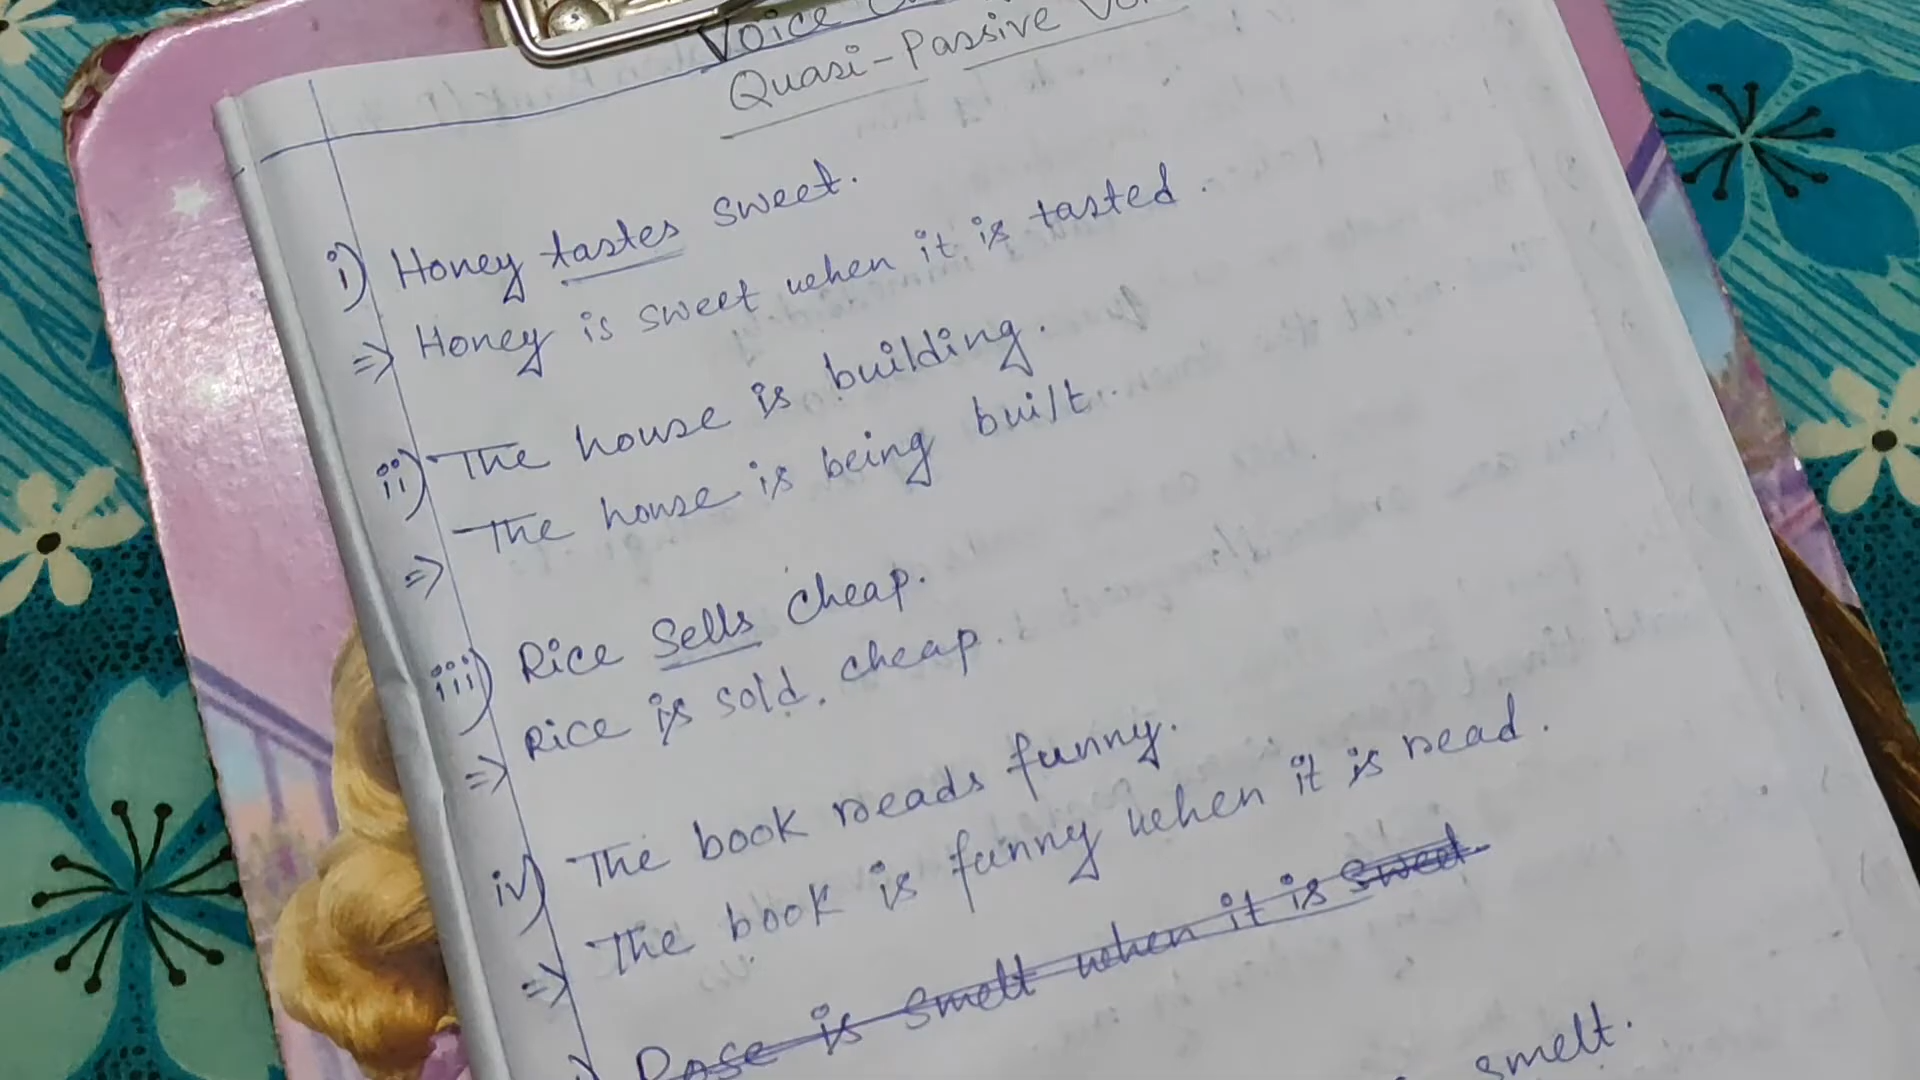 Voice
Quasi-Passive
i) Honey tastes sweet.
=> Honey is sweet when it is tasted.
ii) The house is building.
=> The house is being built.
iii) Rice Sells cheap.
=> Rice is sold. cheap.
iv) The book reads funny.
=> The book is funny when it is read.
Rose is smelt when it is sweet.
smelt.